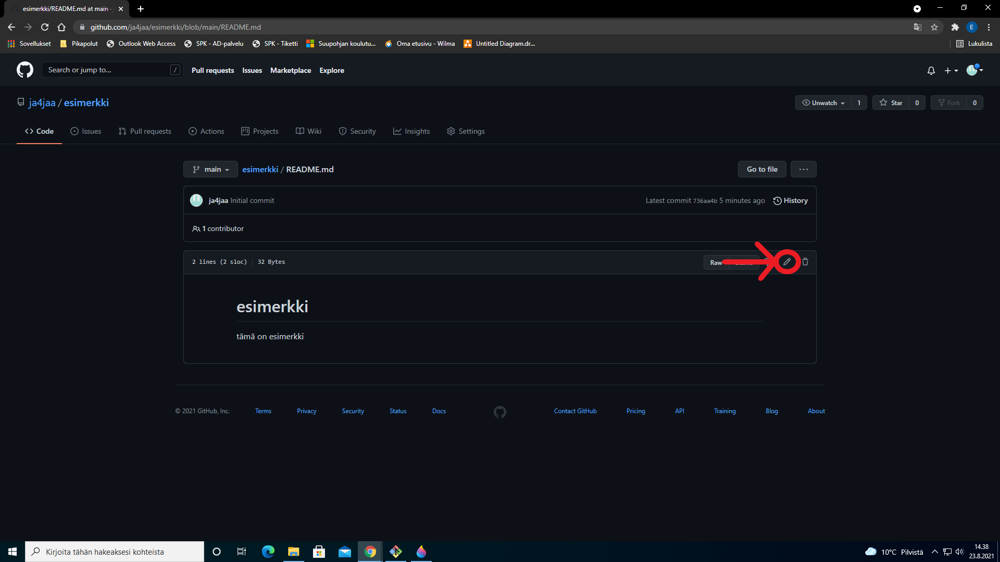 esimerkki/README.md at main ·
github.com/ja4jaa/esimerkki/blob/main/README.md
E
Sovellukset Pikapolut Outlook Web Access SPK - AD-palvelu SPK - Tiketti Suupohjan koulutu... Oma etusivu - Wilma Untitled Diagram.dr... Lukulista
Search or jump to... / Pull requests Issues Marketplace Explore
ja4jaa / esimerkki
Unwatch 1 Star 0 Fork 0
Code Issues Pull requests Actions Projects Wiki Security Insights Settings
main esimerkki / README.md Go to file ...
ja4jaa Initial commit Latest commit 736aa4b 5 minutes ago History
1 contributor
2 lines (2 sloc) 32 Bytes Raw
esimerkki
tämä on esimerkki
© 2021 GitHub, Inc. Terms Privacy Security Status Docs Contact GitHub Pricing API Training Blog About
Kirjoita tähän hakeaksesi kohteista
10°C Pilvistä
14.38
23.8.2021